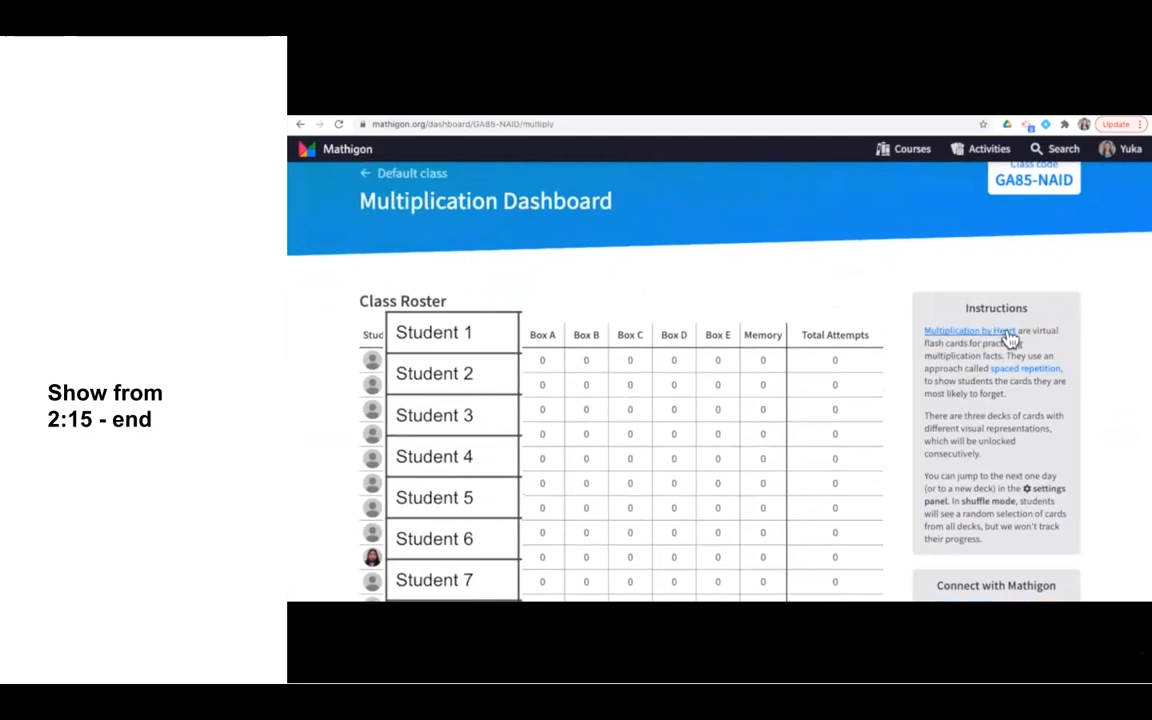 Show from
2:15 - end
mathigon.org/dashboard/GA85-NAID/multiply
Update
Mathigon
Courses
Activities
Search
Yuka
← Default class
Class code
GA85-NAID
Multiplication Dashboard
Class Roster
Stud
Box A Box B Box C Box D Box E Memory Total Attempts
Student 1
0 0 0 0 0 0 0
Student 2
0 0 0 0 0 0 0
0 0 0 0 0 0 0
Student 3
0 0 0 0 0 0 0
Student 4
0 0 0 0 0 0 0
0 0 0 0 0 0 0
Student 5
0 0 0 0 0 0 0
Student 6
0 0 0 0 0 0 0
0 0 0 0 0 0 0
Student 7
0 0 0 0 0 0 0
Instructions
Multiplication by Heart are virtual
flash cards for practicing
multiplication facts. They use an
approach called spaced repetition,
to show students the cards they are
most likely to forget.
There are three decks of cards with
different visual representations,
which will be unlocked
consecutively.
You can jump to the next one day
(or to a new deck) in the settings
panel. In shuffle mode, students
will see a random selection of cards
from all decks, but we won't track
their progress.
Connect with Mathigon